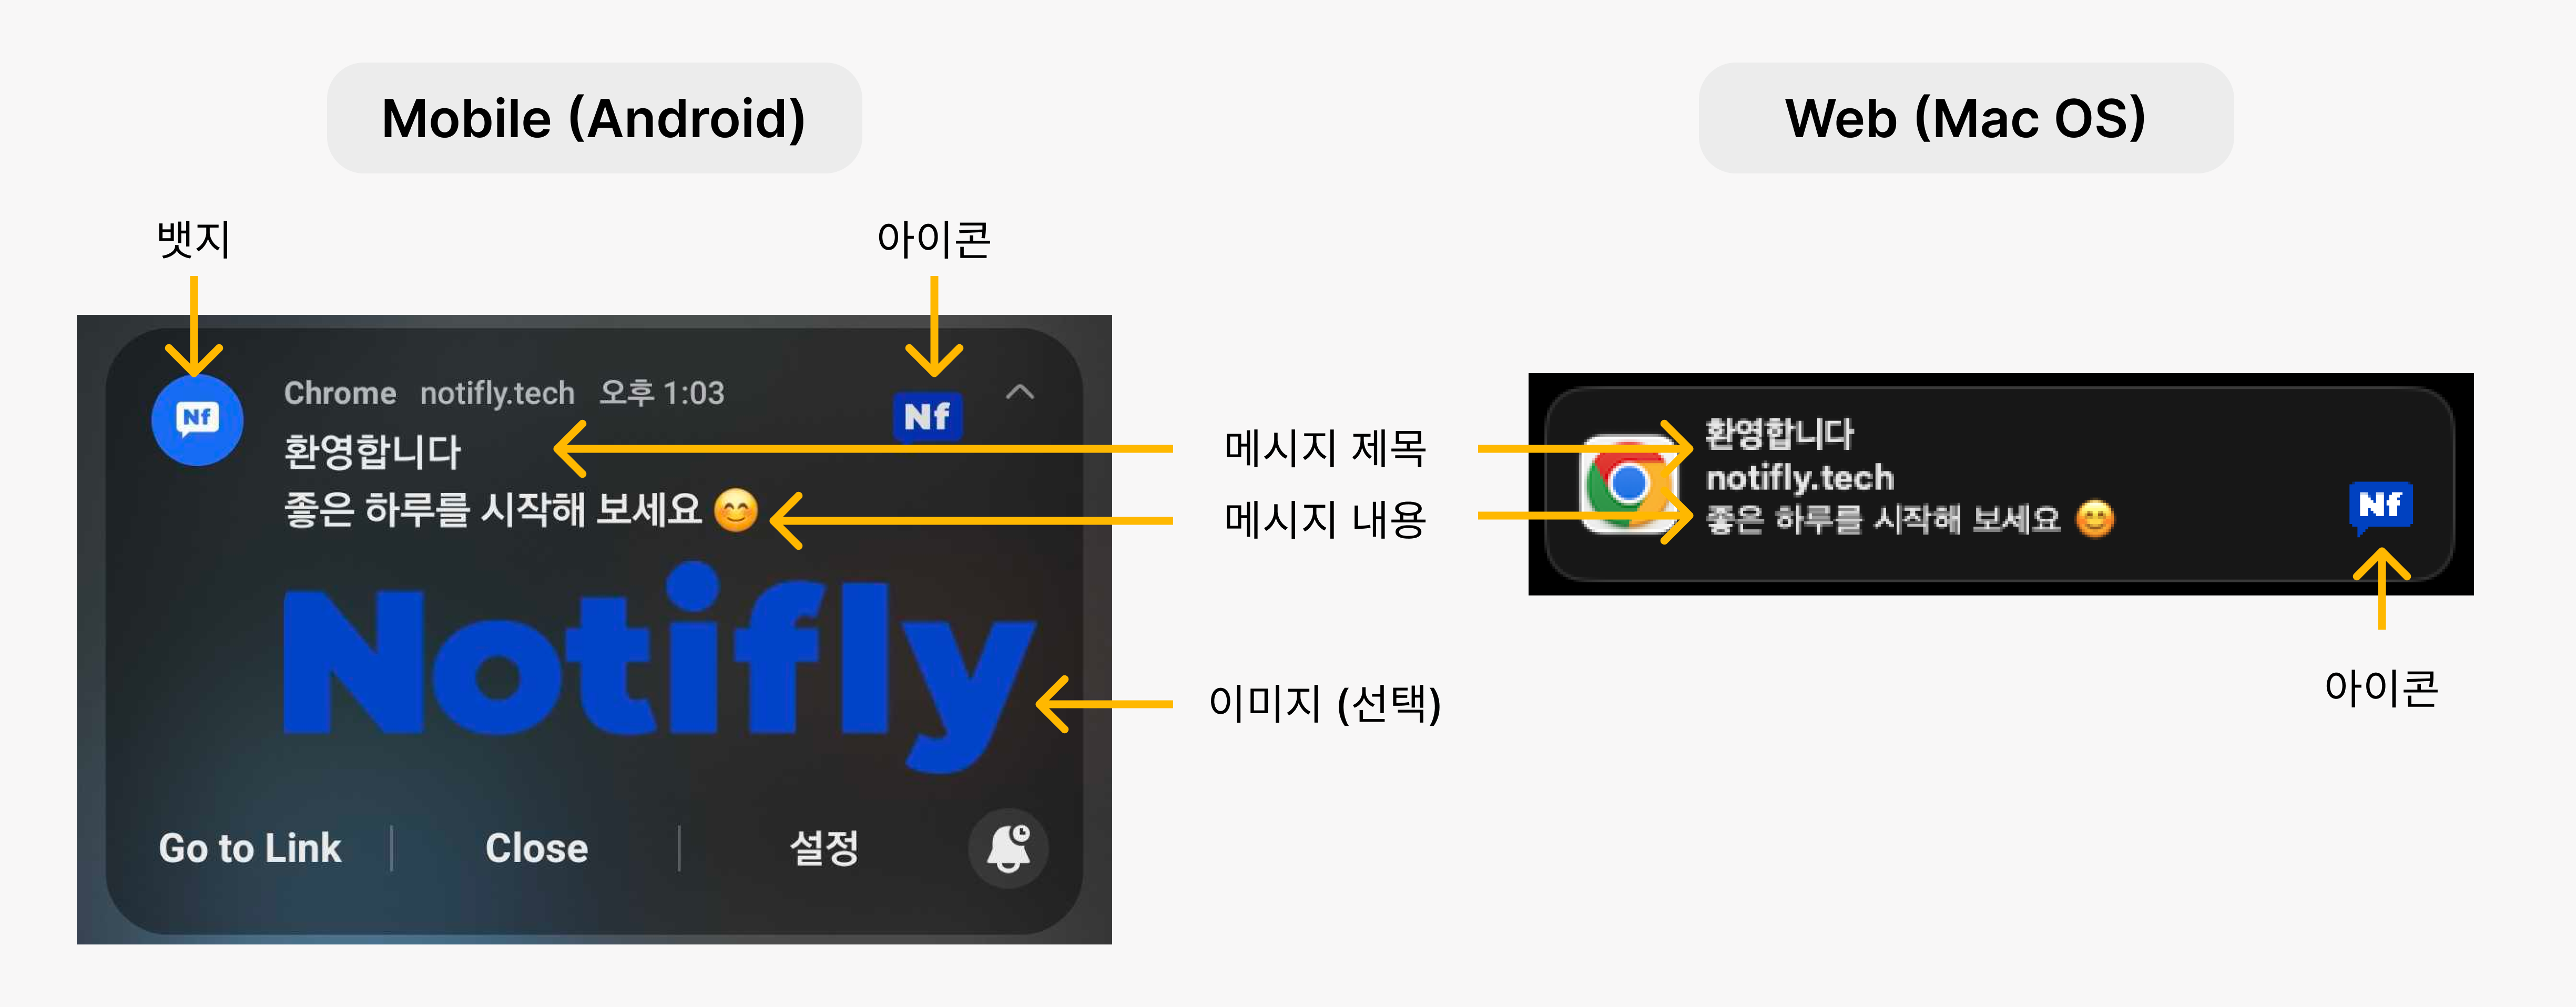 Mobile (Android)
Web (Mac OS)
뱃지
아이콘
Nf
Chrome notifly.tech 오후 1:03
Nf
환영합니다
좋은 하루를 시작해 보세요 😊
Notifly
Go to Link
Close
설정
메시지 제목
메시지 내용
이미지 (선택)
환영합니다
notifly.tech
좋은 하루를 시작해 보세요 😊
Nf
아이콘